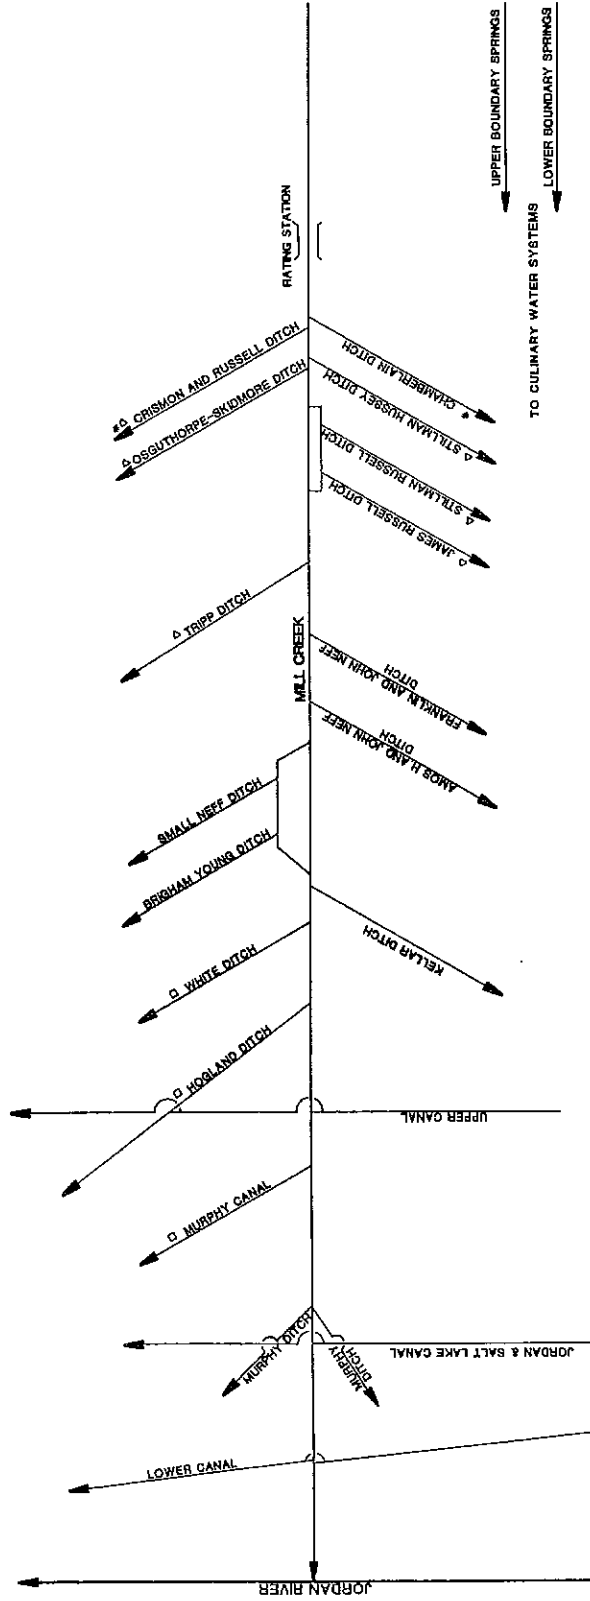 UPPER BOUNDARY SPRINGS
LOWER BOUNDARY SPRINGS
TO CULINARY WATER SYSTEMS
RATING STATION
*△ CRISMON AND RUSSELL DITCH
△ OSGUTHORPE-SKIDMORE DITCH
* CHAMBERLAIN DITCH
△ STILLMAN HUSSEY DITCH
△ STILLMAN RUSSELL DITCH
△ JAMES RUSSELL DITCH
△ TRIPP DITCH
MILL CREEK
FRANKLIN AND JOHN NEFF
DITCH
AMOS H. AND JOHN NEFF
DITCH
SMALL NEFF DITCH
BRIGHAM YOUNG DITCH
KELLAR DITCH
□ WHITE DITCH
□ HOGLAND DITCH
UPPER CANAL
□ MURPHY CANAL
MURPHY DITCH
MURPHY
DITCH
JORDAN & SALT LAKE CANAL
LOWER CANAL
JORDAN RIVER